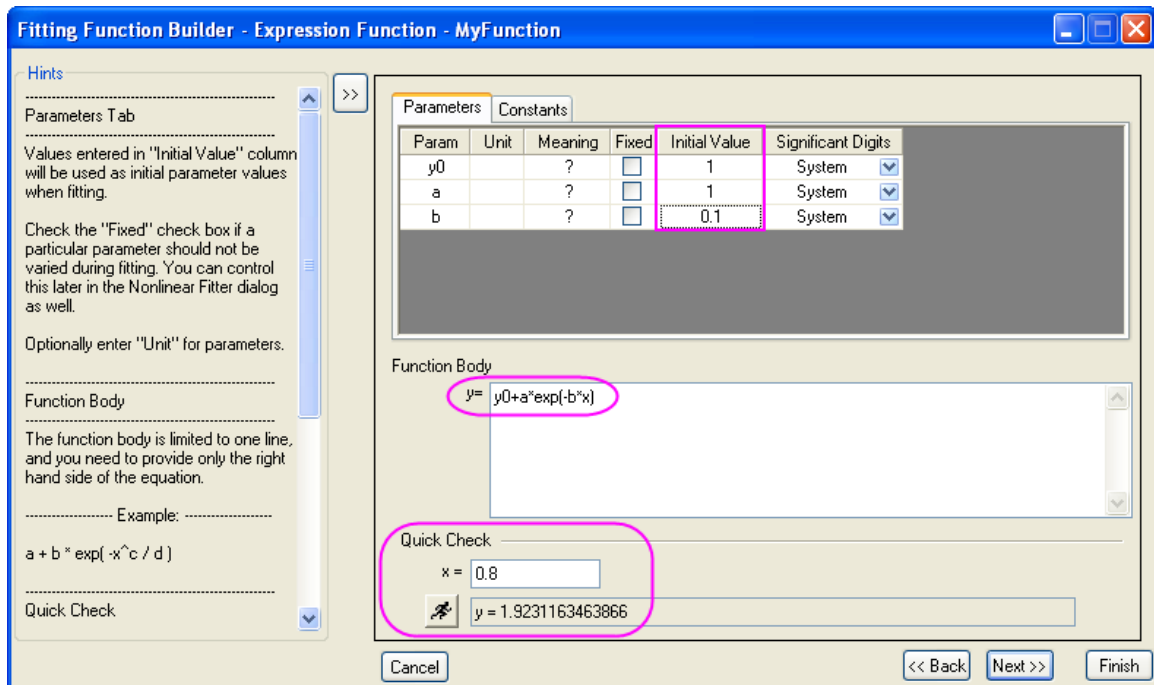 Fitting Function Builder - Expression Function - MyFunction
Hints
Parameters Tab
Values entered in "Initial Value" column
will be used as initial parameter values
when fitting.
Check the "Fixed" check box if a
particular parameter should not be
varied during fitting. You can control
this later in the Nonlinear Fitter dialog
as well.
Optionally enter "Unit" for parameters.
Function Body
The function body is limited to one line,
and you need to provide only the right
hand side of the equation.
-------------------- Example: --------------------
a + b * exp( -x^c / d )
Quick Check
>>
Parameters Constants
Param Unit Meaning Fixed Initial Value Significant Digits
y0 ? 1 System
a ? 1 System
b ? 0.1 System
Function Body
y= y0+a*exp(-b*x)
Quick Check
x = 0.8
y = 1.9231163463866
Cancel << Back Next >> Finish